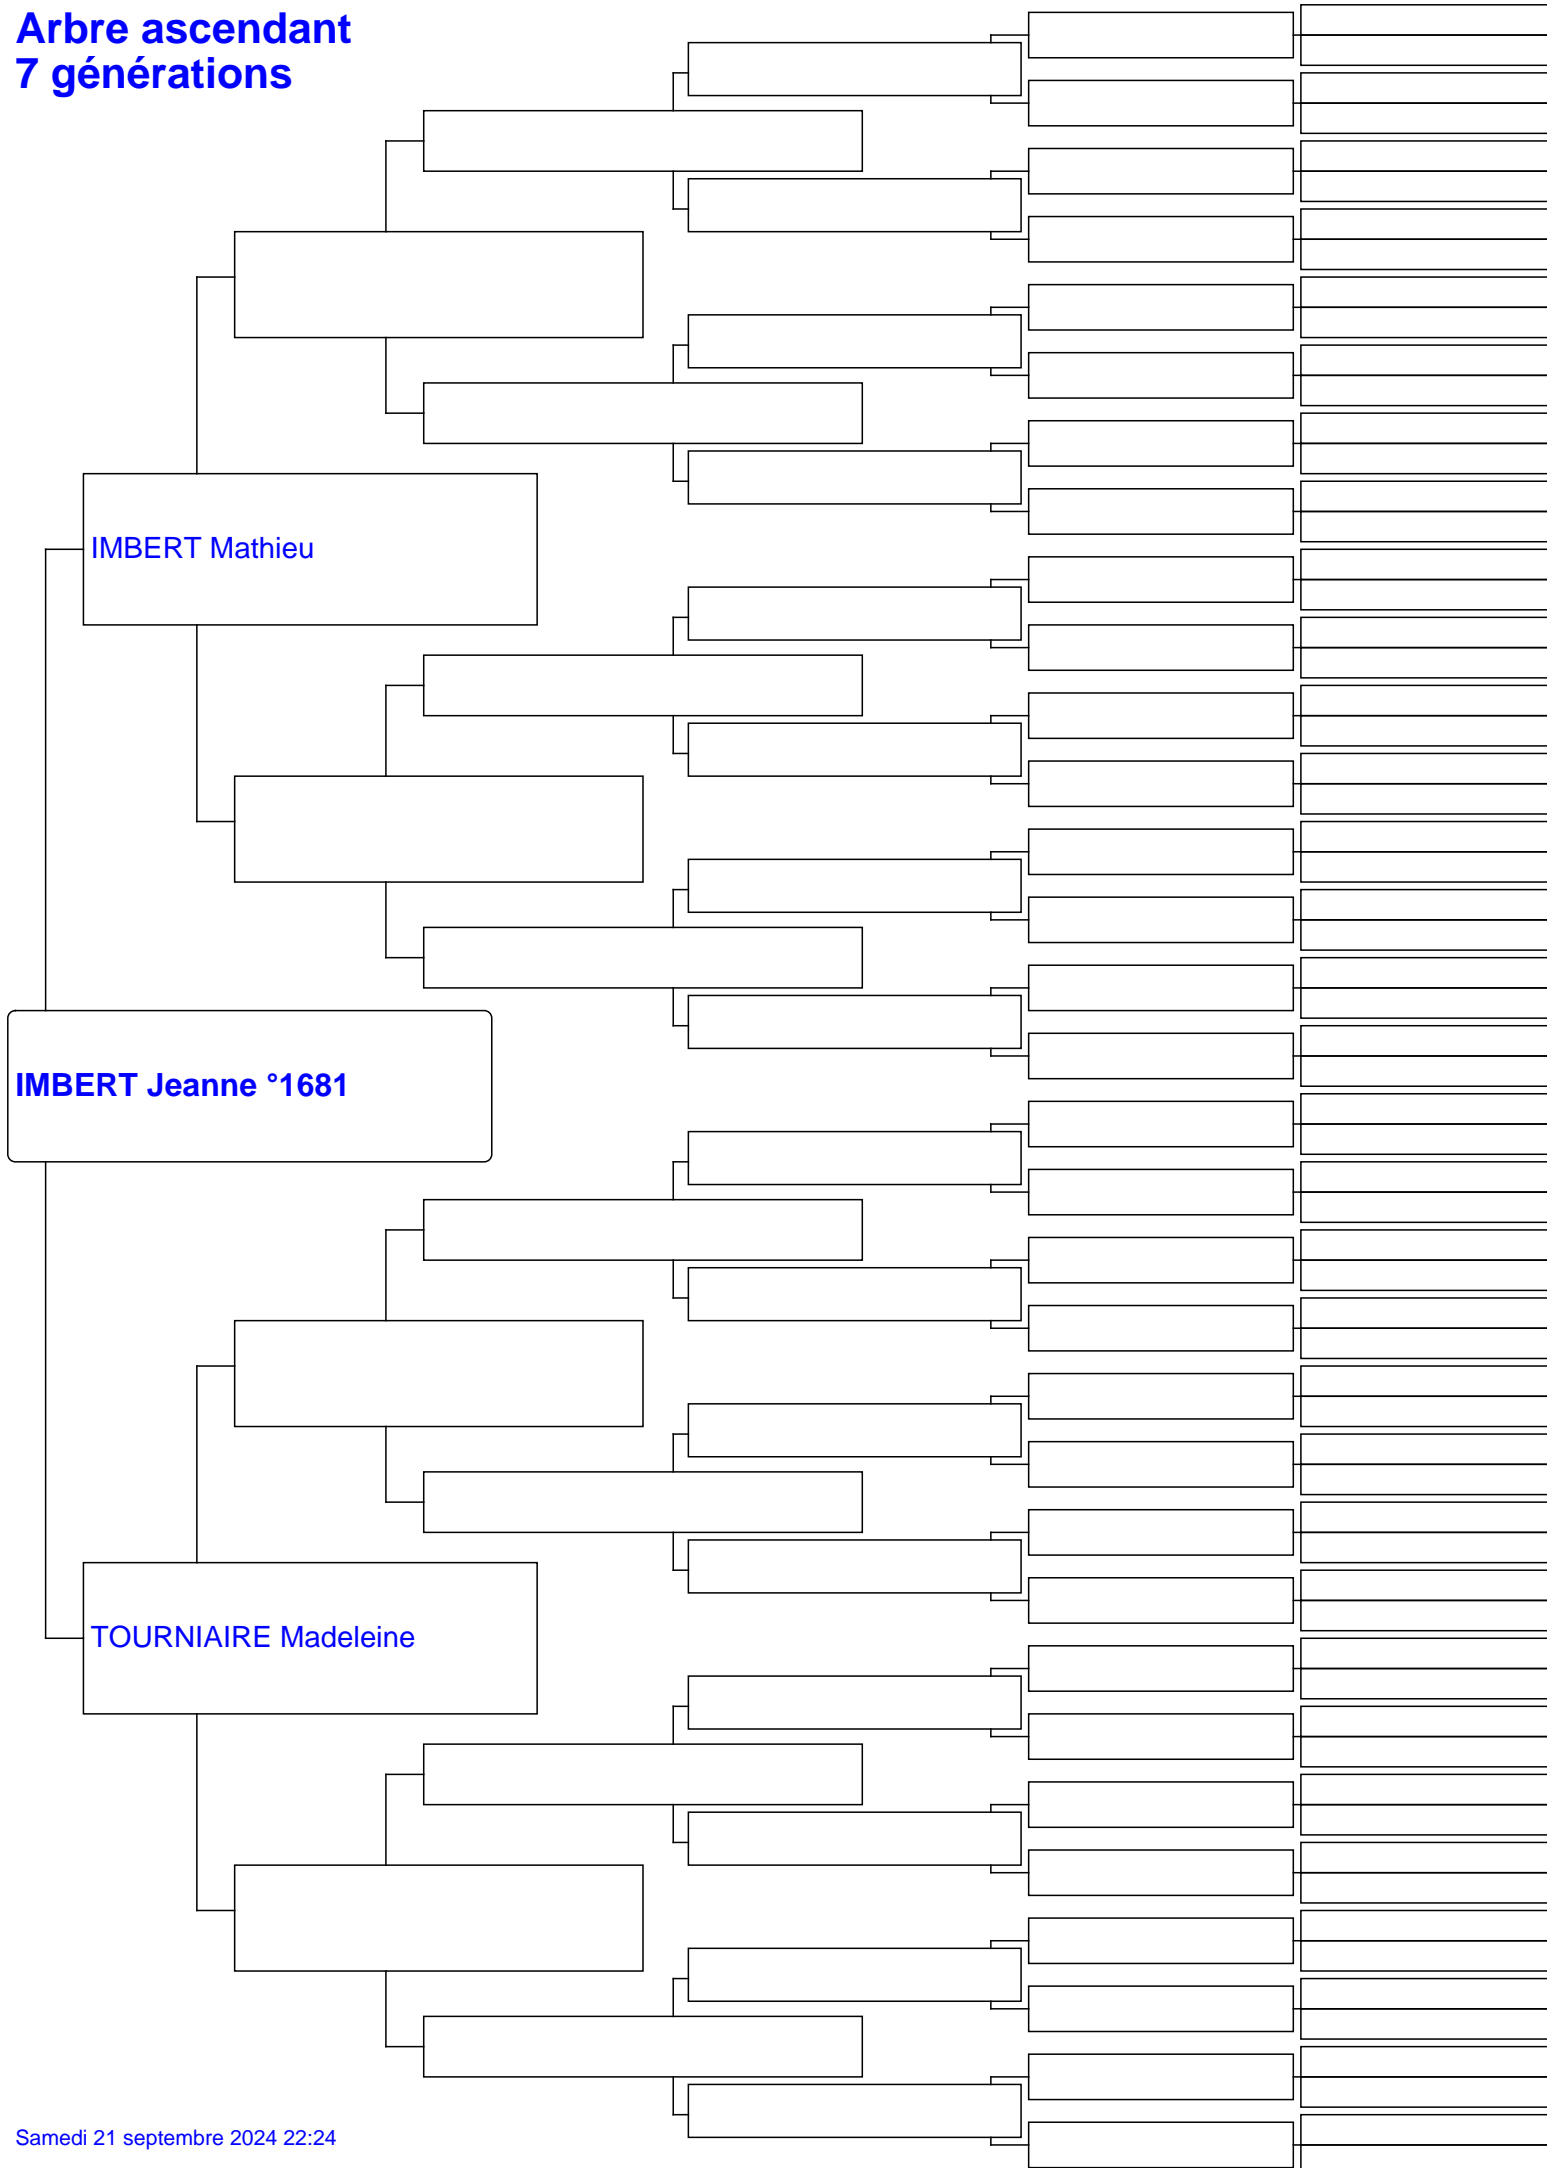 Arbre ascendant
7 générations
IMBERT Mathieu
IMBERT Jeanne °1681
TOURNIAIRE Madeleine
Samedi 21 septembre 2024 22:24